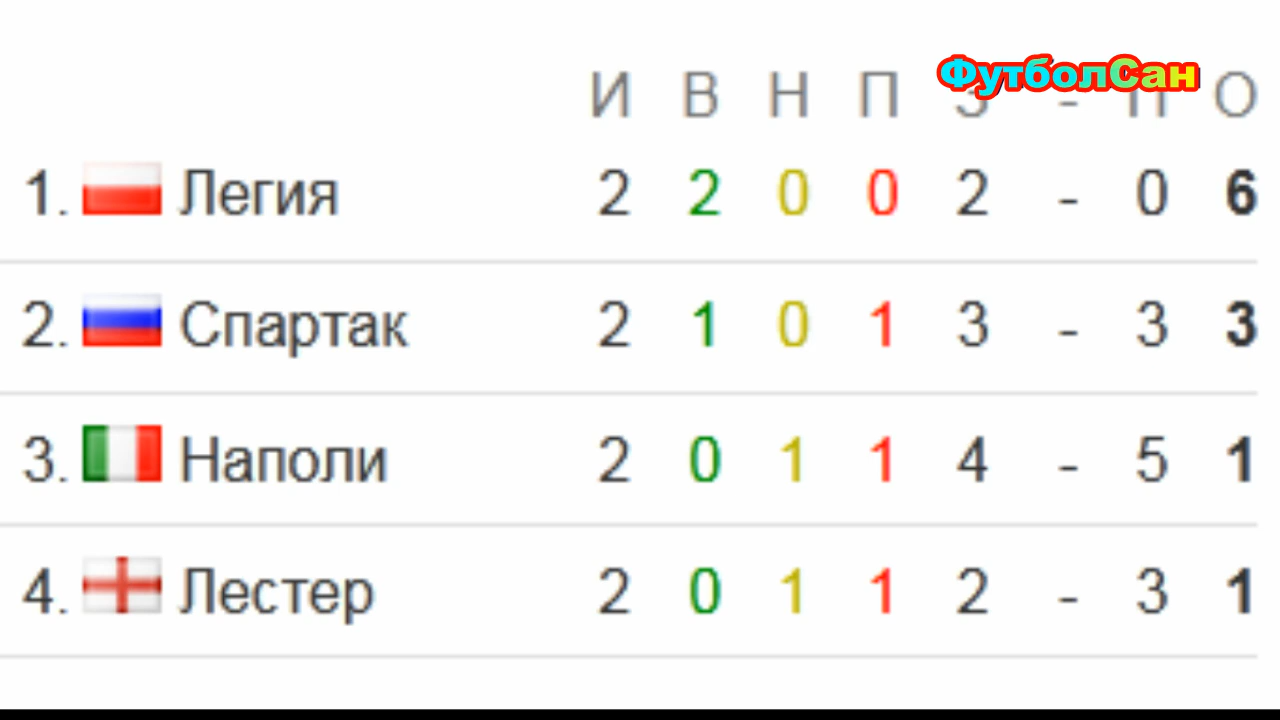 ФутболСан
И В Н П З - П О
1. Легия 2 2 0 0 2 - 0 6
2. Спартак 2 1 0 1 3 - 3 3
3. Наполи 2 0 1 1 4 - 5 1
4. Лестер 2 0 1 1 2 - 3 1